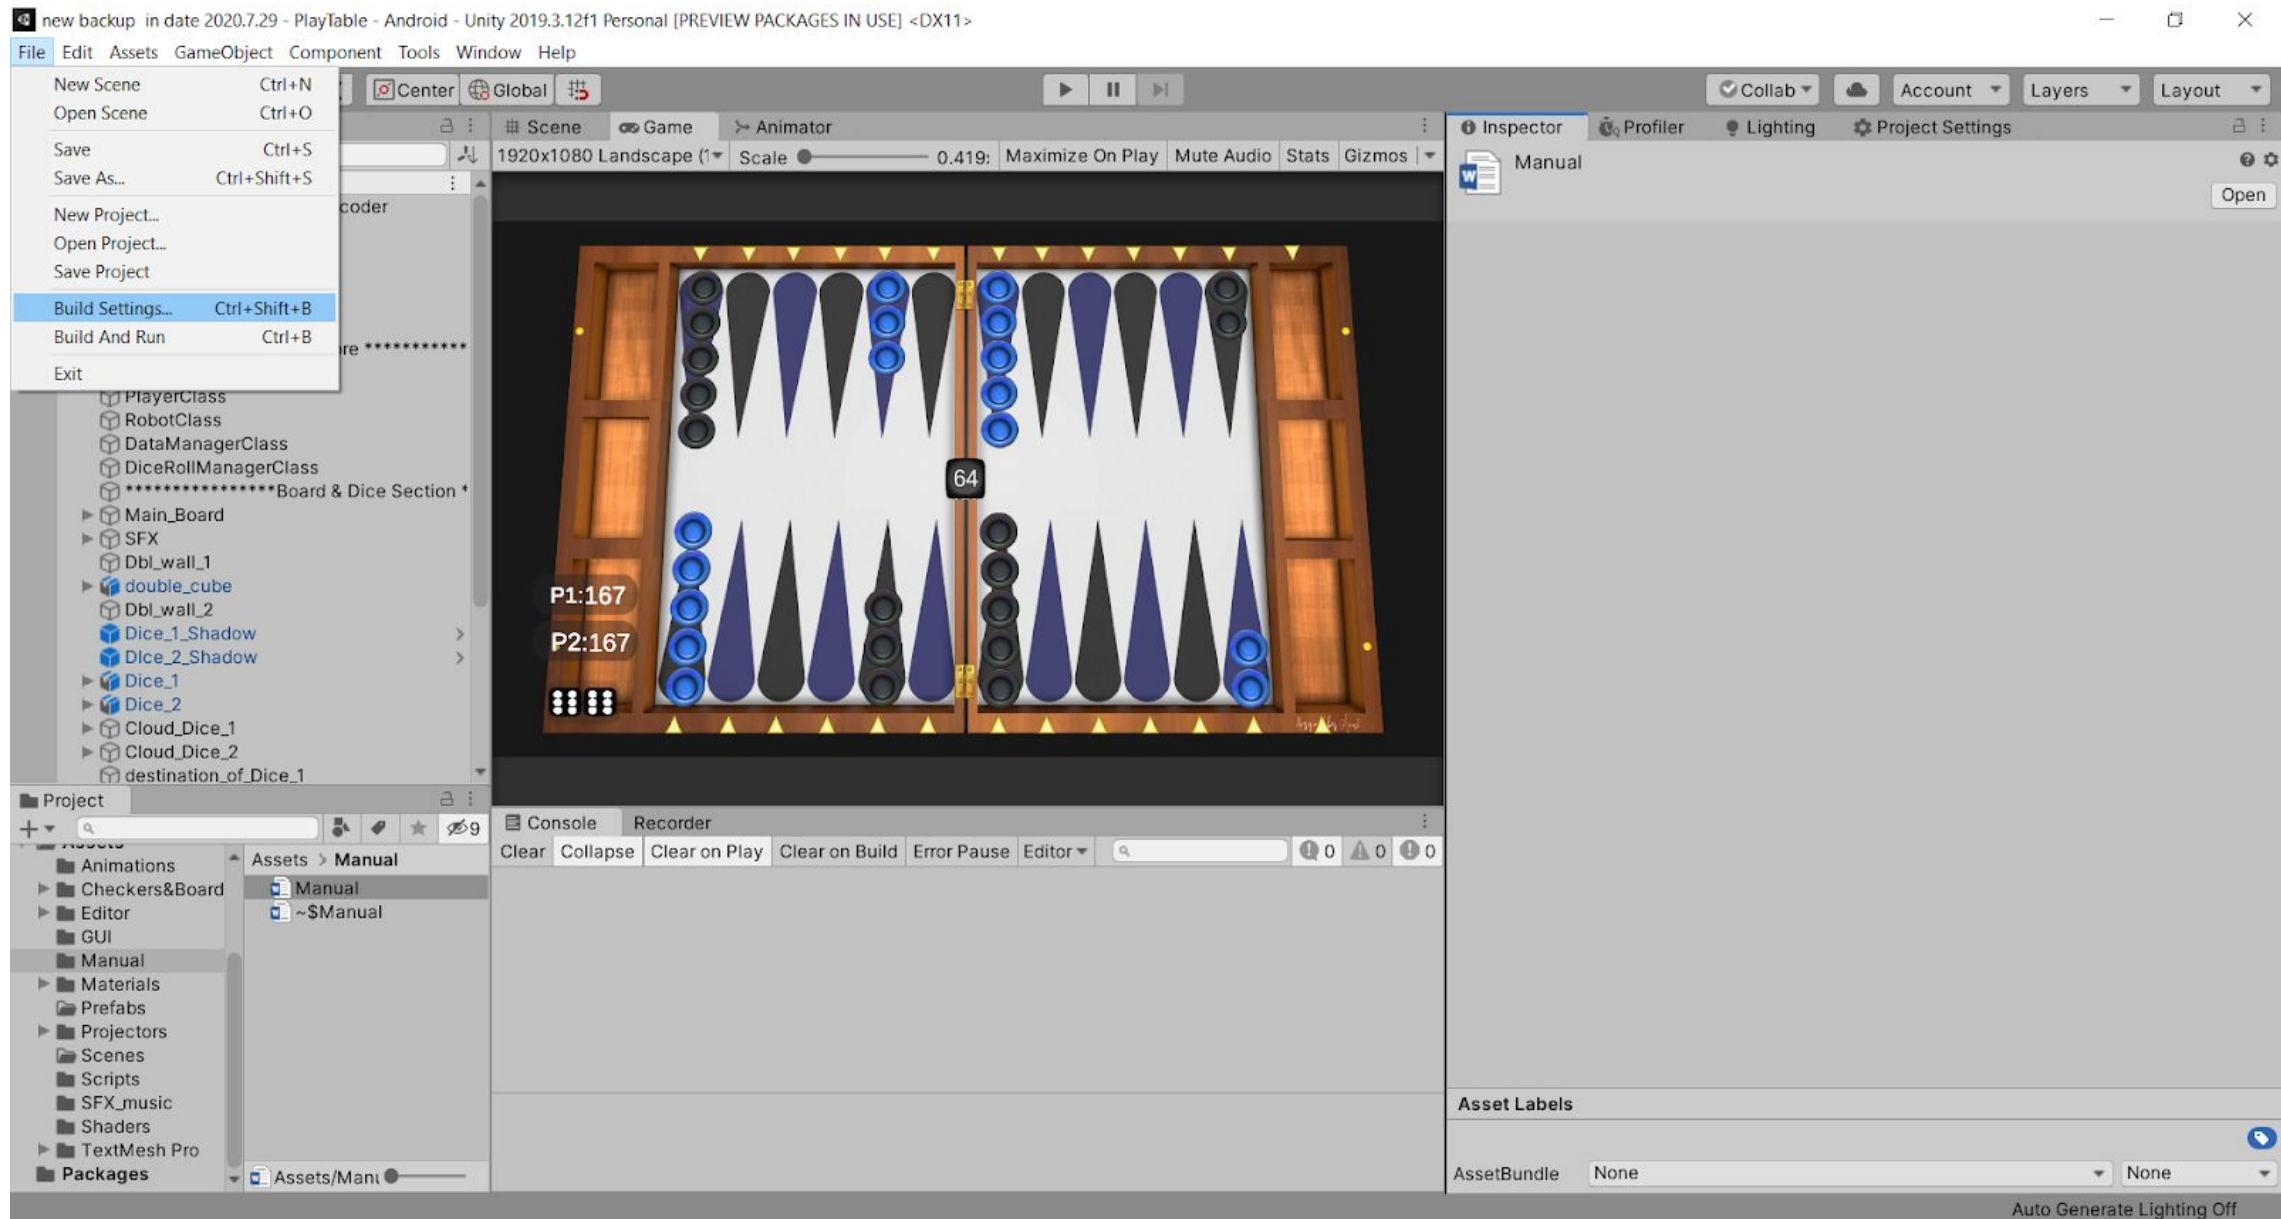 new backup  in date 2020.7.29 - PlayTable - Android - Unity 2019.3.12f1 Personal [PREVIEW PACKAGES IN USE] <DX11>
File Edit Assets GameObject Component Tools Window Help
New Scene Ctrl+N
Open Scene Ctrl+O
Save Ctrl+S
Save As... Ctrl+Shift+S
New Project...
Open Project...
Save Project
Build Settings... Ctrl+Shift+B
Build And Run Ctrl+B
Exit
Center Global
Collab Account Layers Layout
coder
re ***********
PlayerClass
RobotClass
DataManagerClass
DiceRollManagerClass
****************Board & Dice Section *
Main_Board
SFX
Dbl_wall_1
double_cube
Dbl_wall_2
Dice_1_Shadow
DIce_2_Shadow
Dice_1
Dice_2
Cloud_Dice_1
Cloud_Dice_2
destination_of_Dice_1
Scene Game Animator
1920x1080 Landscape (1 Scale 0.419: Maximize On Play Mute Audio Stats Gizmos
64
P1:167
P2:167
Inspector Profiler Lighting Project Settings
Manual
Open
Project
9
Assets
Animations
Checkers&Board
Editor
GUI
Manual
Materials
Prefabs
Projectors
Scenes
Scripts
SFX_music
Shaders
TextMesh Pro
Packages
Assets > Manual
Manual
~$Manual
Assets/Manu
Console Recorder
Clear Collapse Clear on Play Clear on Build Error Pause Editor 0 0 0
Asset Labels
AssetBundle None None
Auto Generate Lighting Off